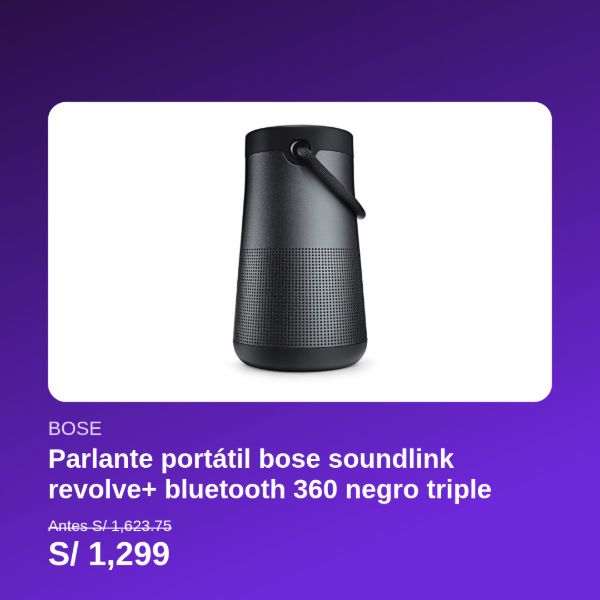 BOSE
Parlante portátil bose soundlink
revolve+ bluetooth 360 negro triple
Antes S/ 1,623.75
S/ 1,299